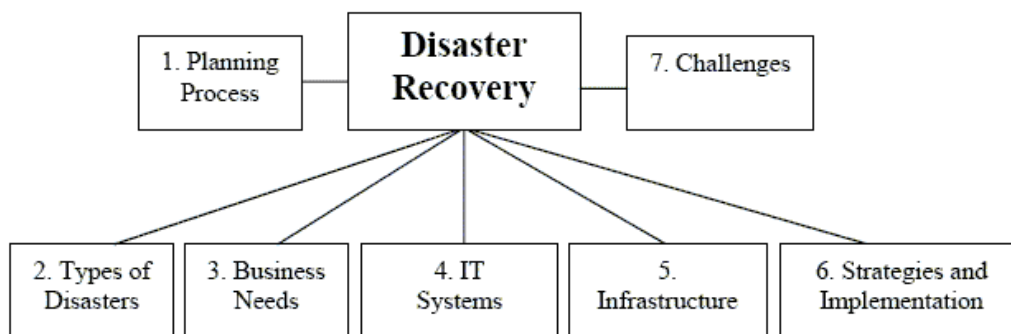 Disaster
Recovery
1. Planning
Process
7. Challenges
2. Types of
Disasters
3. Business
Needs
4. IT
Systems
5.
Infrastructure
6. Strategies and
Implementation